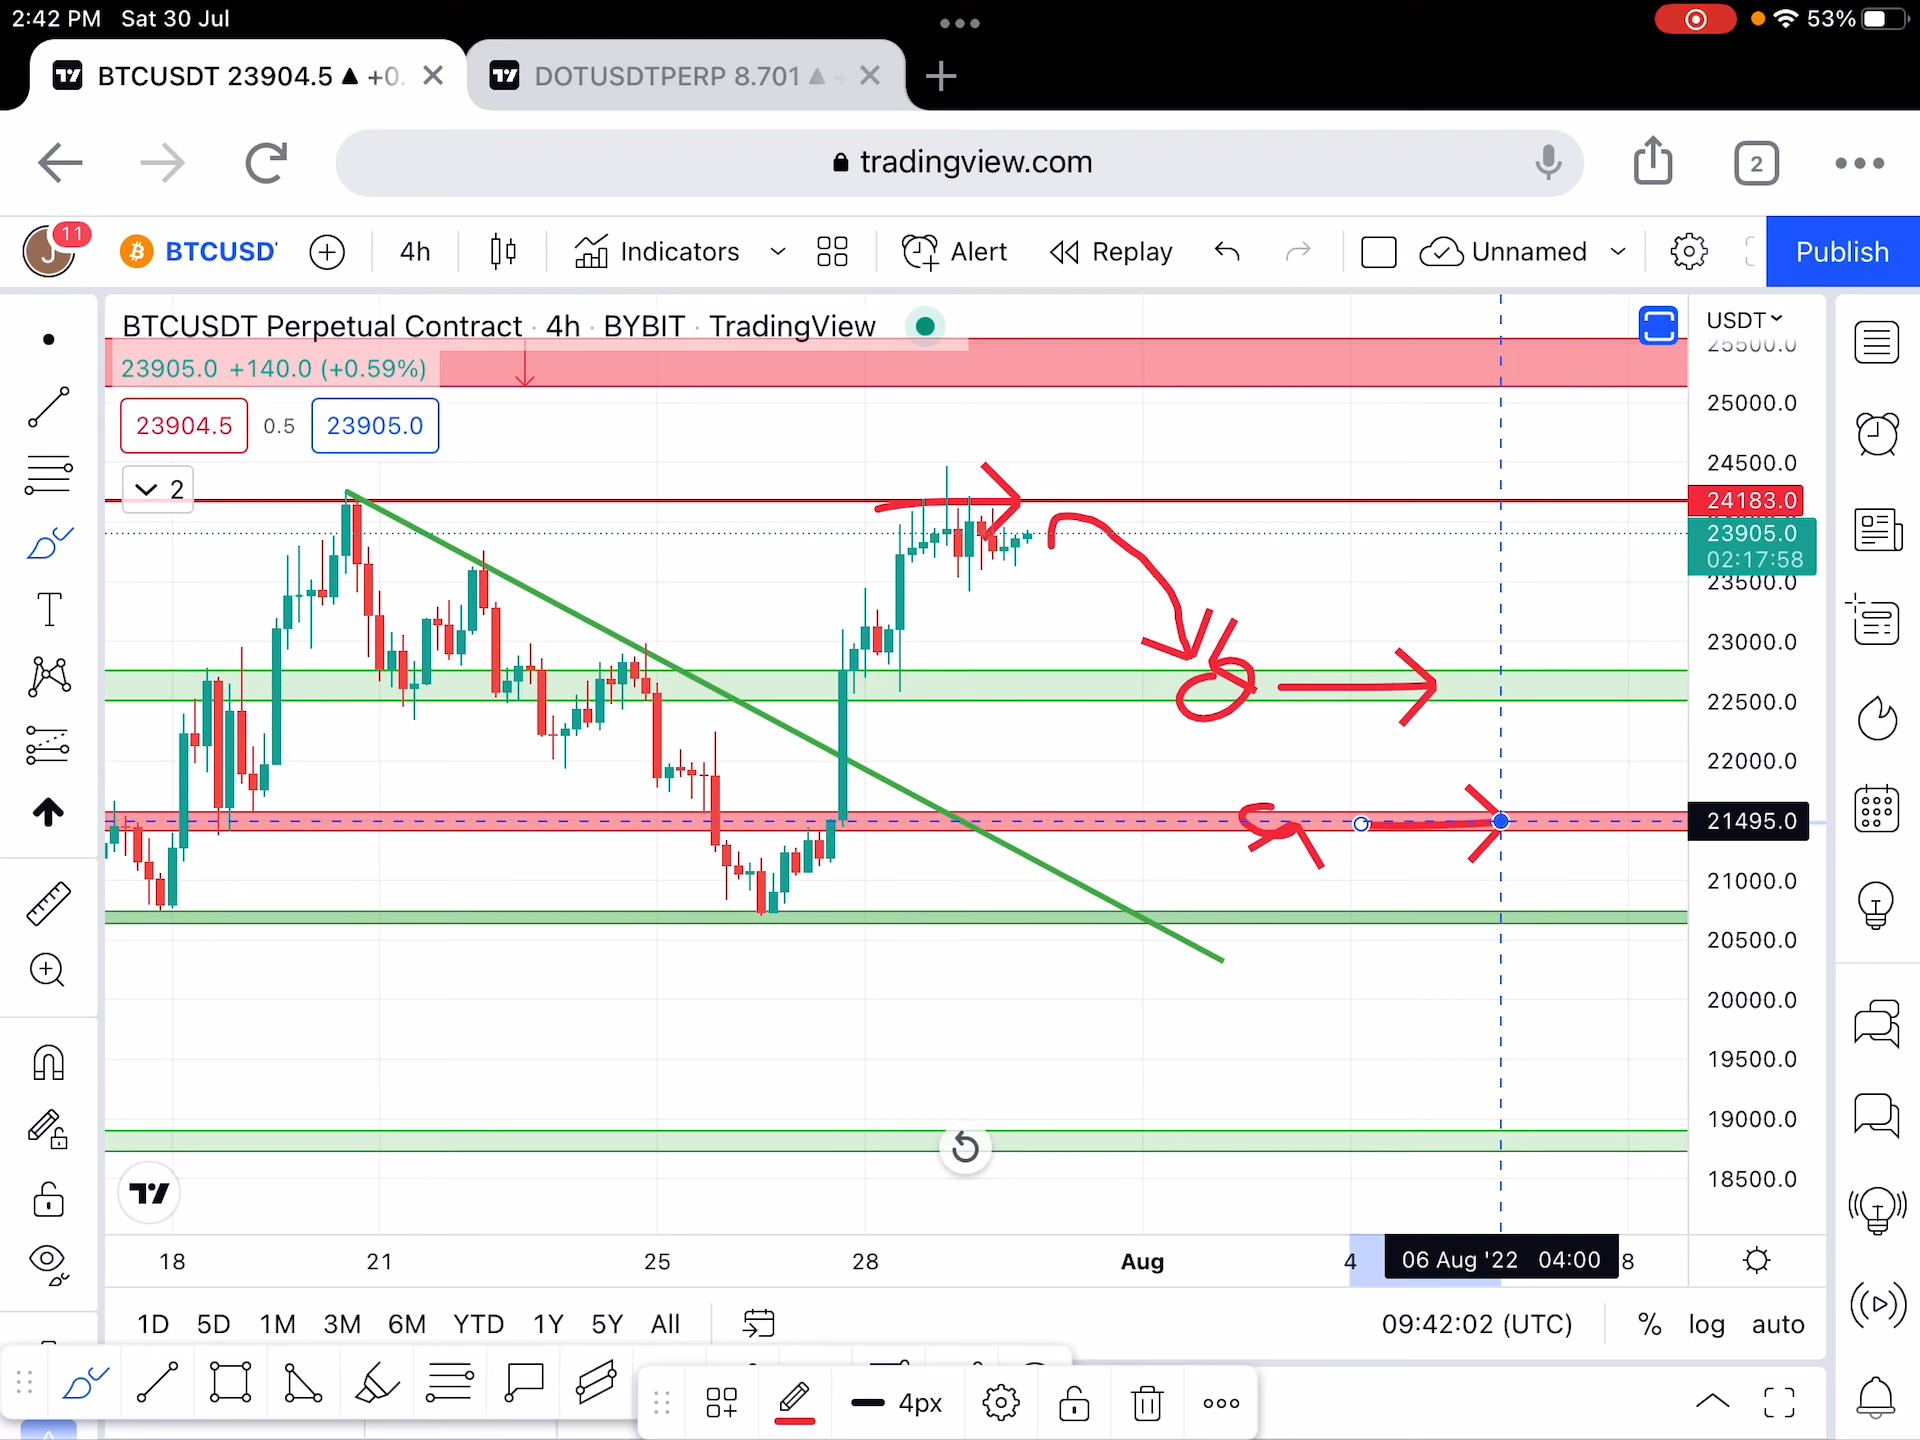 2:42 PM Sat 30 Jul
53%
BTCUSDT 23904.5 ▲ +0.
DOTUSDTPERP 8.701 ▲ +
tradingview.com
2
J
11
BTCUSD
4h
Indicators
Alert
Replay
Unnamed
Publish
BTCUSDT Perpetual Contract · 4h · BYBIT · TradingView
23905.0 +140.0 (+0.59%)
23904.5
0.5
23905.0
2
USDT
25500.0
25000.0
24500.0
24183.0
23905.0
02:17:58
23500.0
23000.0
22500.0
22000.0
21495.0
21000.0
20500.0
20000.0
19500.0
19000.0
18500.0
18 21 25 28 Aug 4 06 Aug '22 04:00 8
1D 5D 1M 3M 6M YTD 1Y 5Y All
09:42:02 (UTC) % log auto
4px